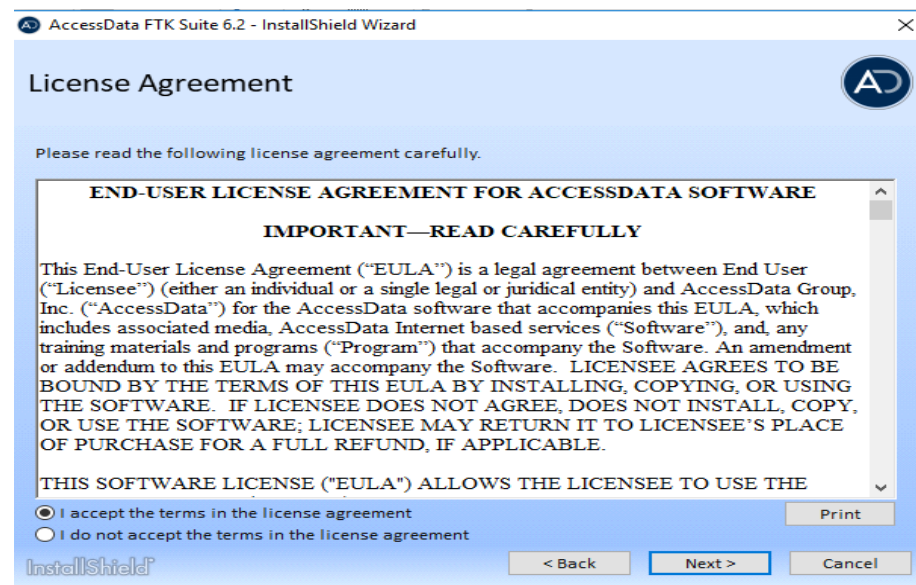 AccessData FTK Suite 6.2 - InstallShield Wizard
License Agreement
AD
Please read the following license agreement carefully.
END-USER LICENSE AGREEMENT FOR ACCESSDATA SOFTWARE
IMPORTANT—READ CAREFULLY
This End-User License Agreement (“EULA”) is a legal agreement between End User
(“Licensee”) (either an individual or a single legal or juridical entity) and AccessData Group,
Inc. (“AccessData”) for the AccessData software that accompanies this EULA, which
includes associated media, AccessData Internet based services (“Software”), and, any
training materials and programs (“Program”) that accompany the Software. An amendment
or addendum to this EULA may accompany the Software.  LICENSEE AGREES TO BE
BOUND BY THE TERMS OF THIS EULA BY INSTALLING, COPYING, OR USING
THE SOFTWARE.  IF LICENSEE DOES NOT AGREE, DOES NOT INSTALL, COPY,
OR USE THE SOFTWARE; LICENSEE MAY RETURN IT TO LICENSEE’S PLACE
OF PURCHASE FOR A FULL REFUND, IF APPLICABLE.
THIS SOFTWARE LICENSE ("EULA") ALLOWS THE LICENSEE TO USE THE
I accept the terms in the license agreement
Print
I do not accept the terms in the license agreement
InstallShield
< Back
Next >
Cancel